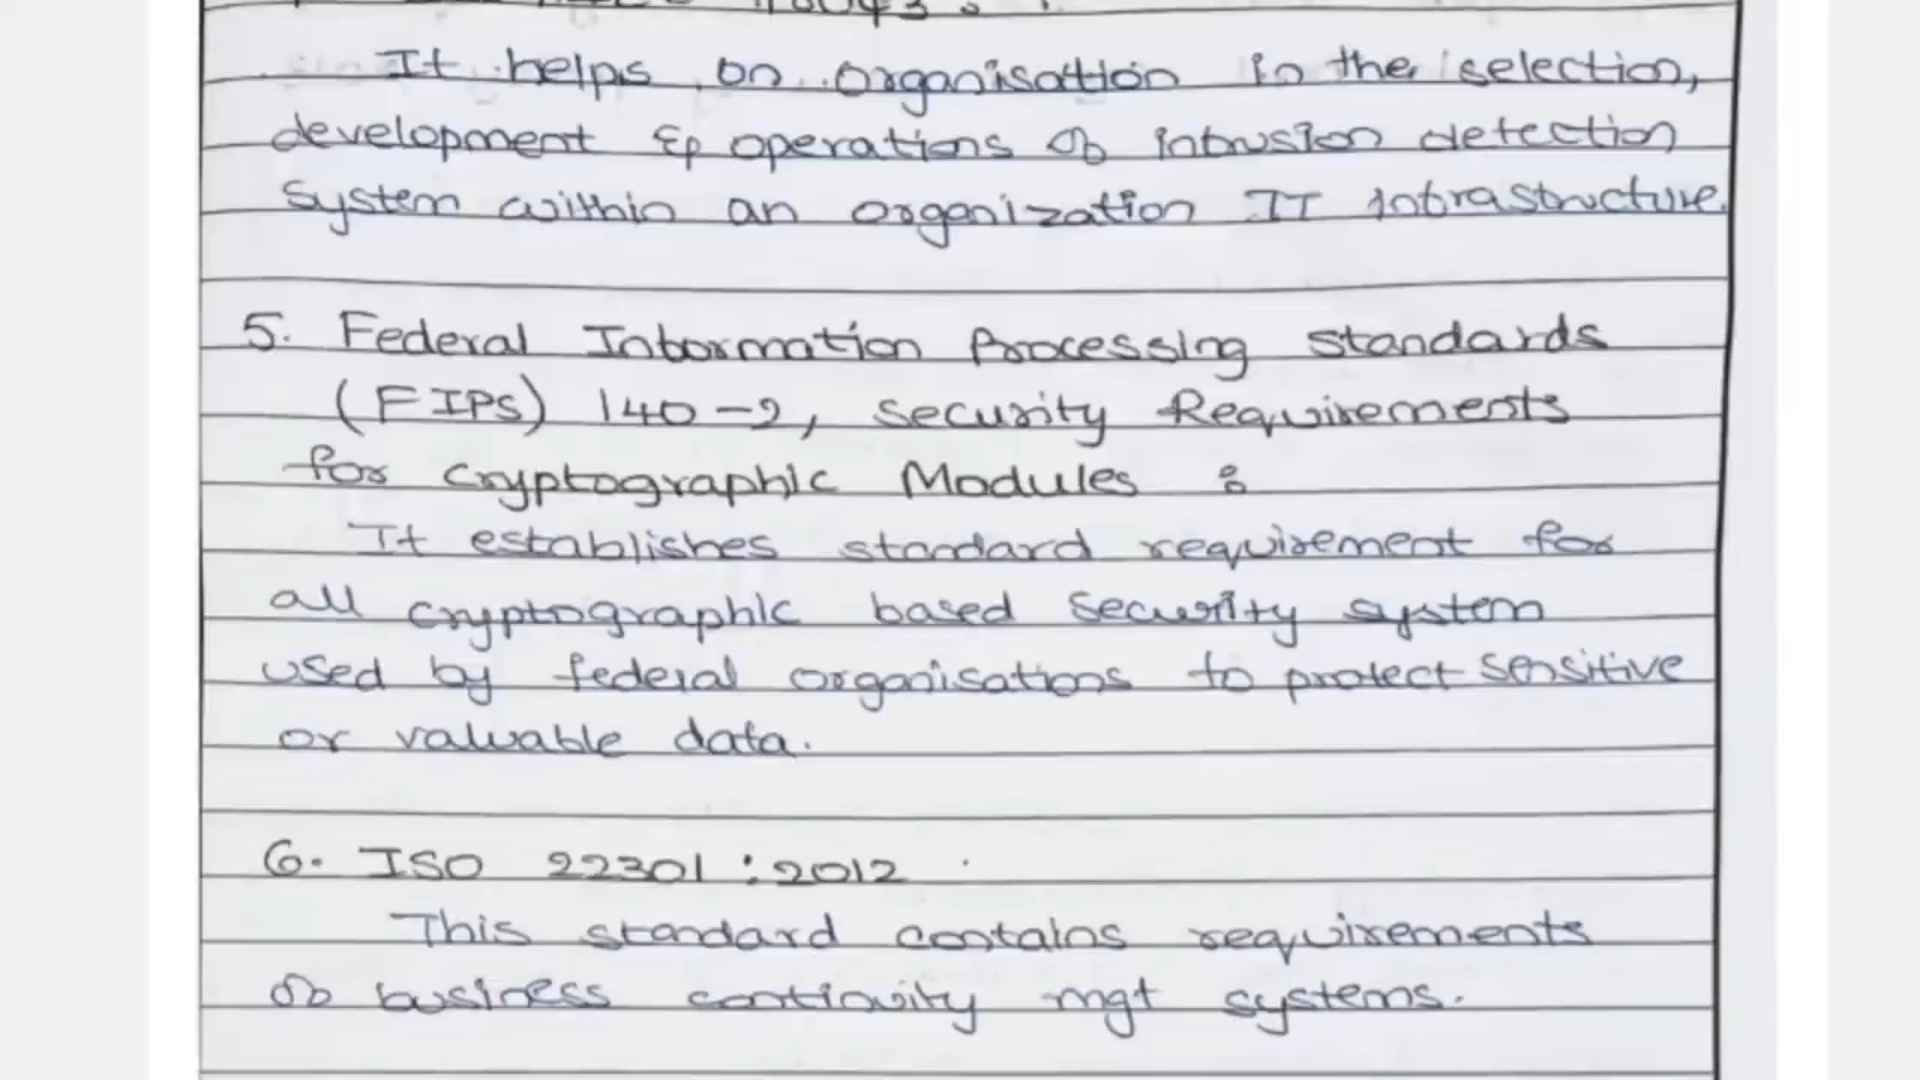 It helps an organisation in the selection,
development & operations of intrusion detection
System within an organization IT infrastructure.
5. Federal Information Processing Standards
(FIPS) 140-2, Security Requirements
for Cryptographic Modules :
It establishes standard requirement for
all cryptographic based security system
used by federal organisations to protect sensitive
or valuable data.
6. ISO 22301 : 2012
This standard contains requirements
of business continuity mgt systems.